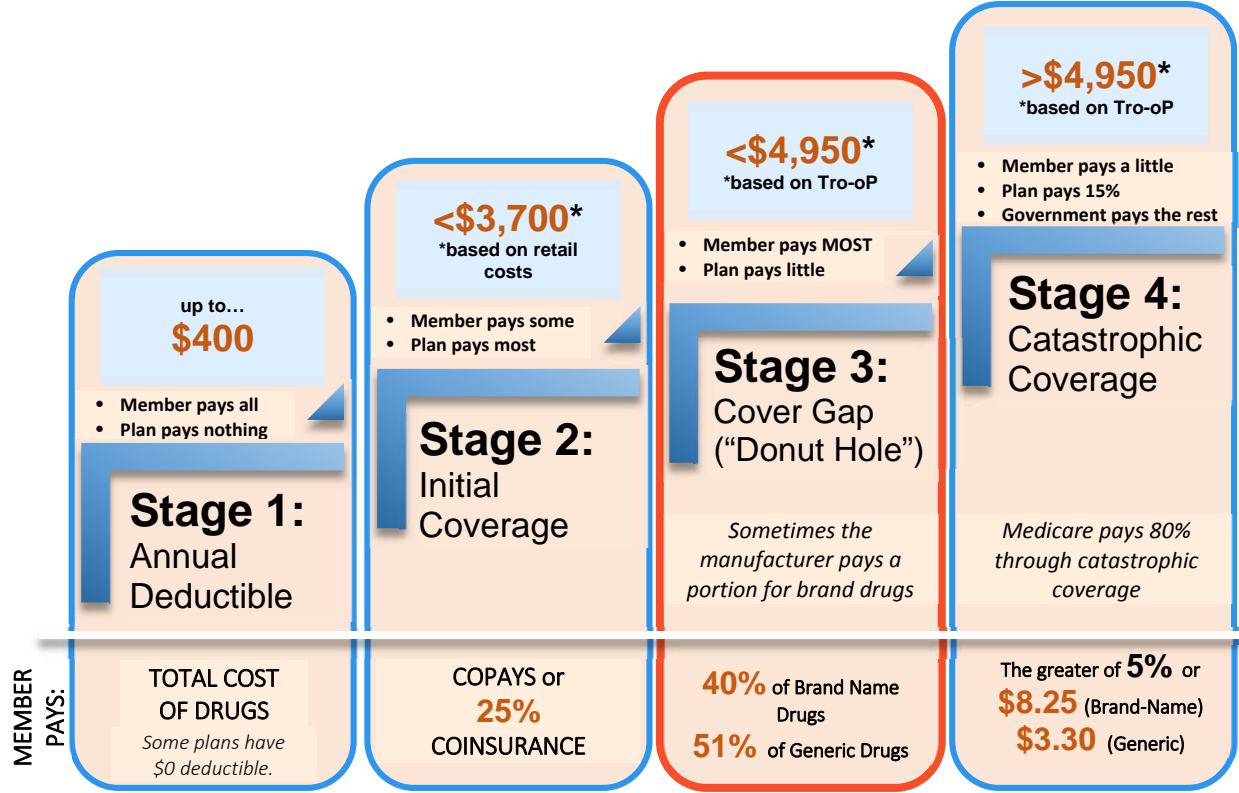 up to…
$400
• Member pays all
• Plan pays nothing
Stage 1:
Annual
Deductible
<$3,700*
*based on retail
costs
• Member pays some
• Plan pays most
Stage 2:
Initial
Coverage
<$4,950*
*based on Tro-oP
• Member pays MOST
• Plan pays little
Stage 3:
Cover Gap
(“Donut Hole”)
Sometimes the
manufacturer pays a
portion for brand drugs
>$4,950*
*based on Tro-oP
• Member pays a little
• Plan pays 15%
• Government pays the rest
Stage 4:
Catastrophic
Coverage
Medicare pays 80%
through catastrophic
coverage
MEMBER
PAYS:
TOTAL COST
OF DRUGS
Some plans have
$0 deductible.
COPAYS or
25%
COINSURANCE
40% of Brand Name
Drugs
51% of Generic Drugs
The greater of 5% or
$8.25 (Brand-Name)
$3.30 (Generic)